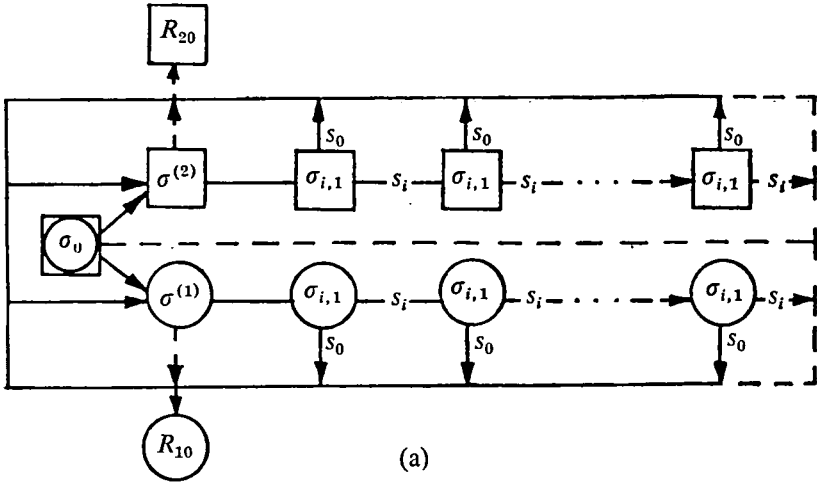 R₂₀
s₀ s₀ s₀
σ⁽²⁾ σᵢ,₁ sᵢ σᵢ,₁ sᵢ ... σᵢ,₁ sᵢ
σ₀
σ⁽¹⁾ σᵢ,₁ sᵢ σᵢ,₁ sᵢ ... σᵢ,₁ sᵢ
s₀ s₀ s₀
R₁₀
(a)